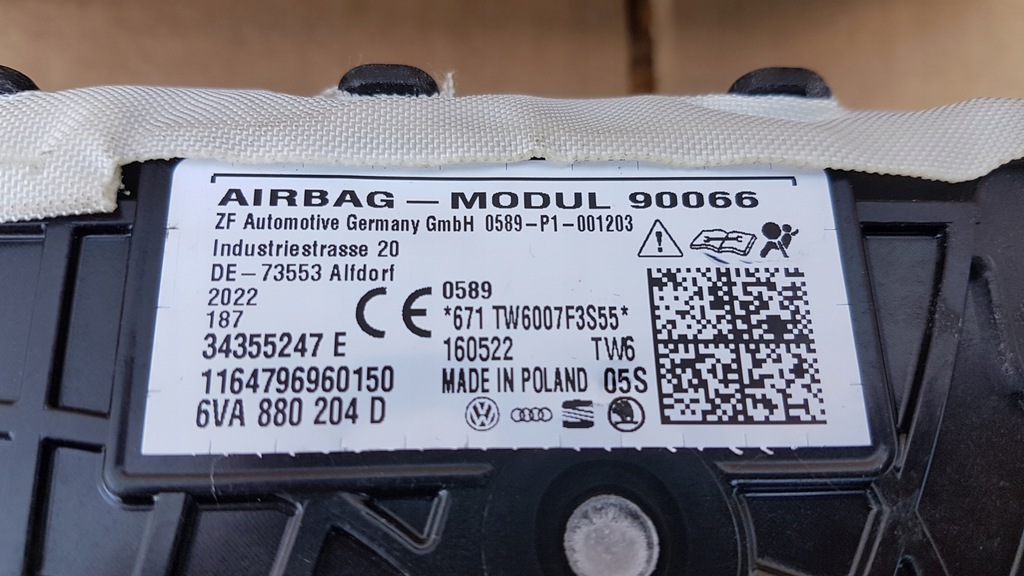 AIRBAG – MODUL 90066
ZF Automotive Germany GmbH 0589-P1-001203
Industriestrasse 20
DE-73553 Alfdorf
2022
187
CE 0589
*671 TW6007F3S55*
34355247 E
160522 TW6
1164796960150
MADE IN POLAND 05S
6VA 880 204 D